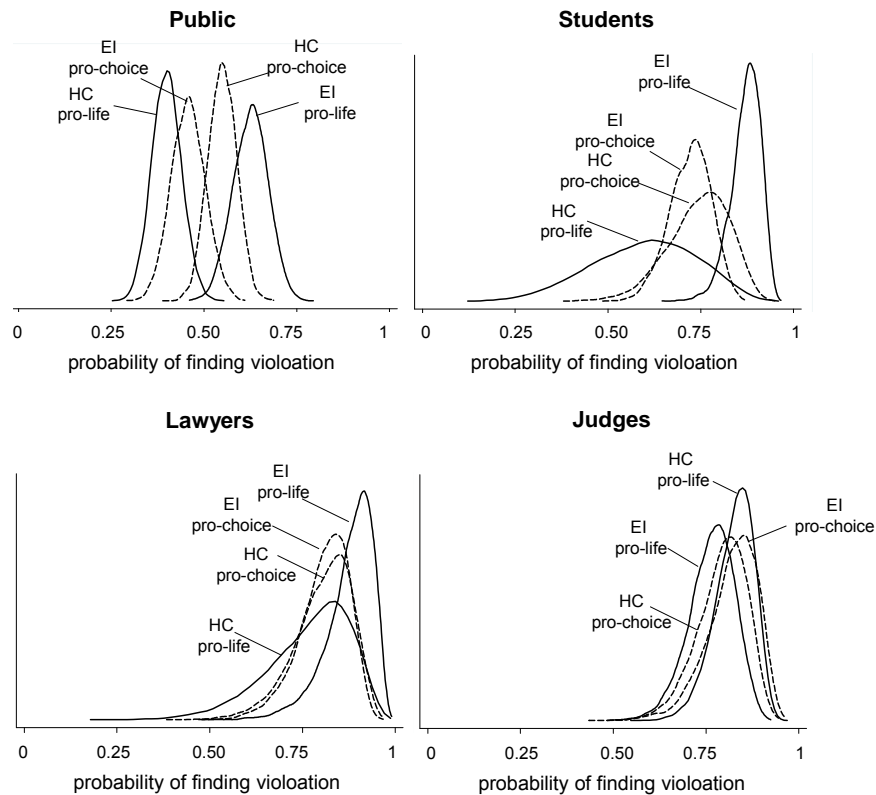 Public
EI
pro-choice
HC
pro-choice
HC
pro-life
EI
pro-life
0
0.25
0.50
0.75
1
probability of finding violoation
Students
EI
pro-life
EI
pro-choice
HC
pro-choice
HC
pro-life
0
0.25
0.50
0.75
1
probability of finding violoation
Lawyers
EI
pro-life
EI
pro-choice
HC
pro-choice
HC
pro-life
0
0.25
0.50
0.75
1
probability of finding violoation
Judges
HC
pro-life
EI
pro-choice
EI
pro-life
HC
pro-choice
0
0.25
0.50
0.75
1
probability of finding violoation